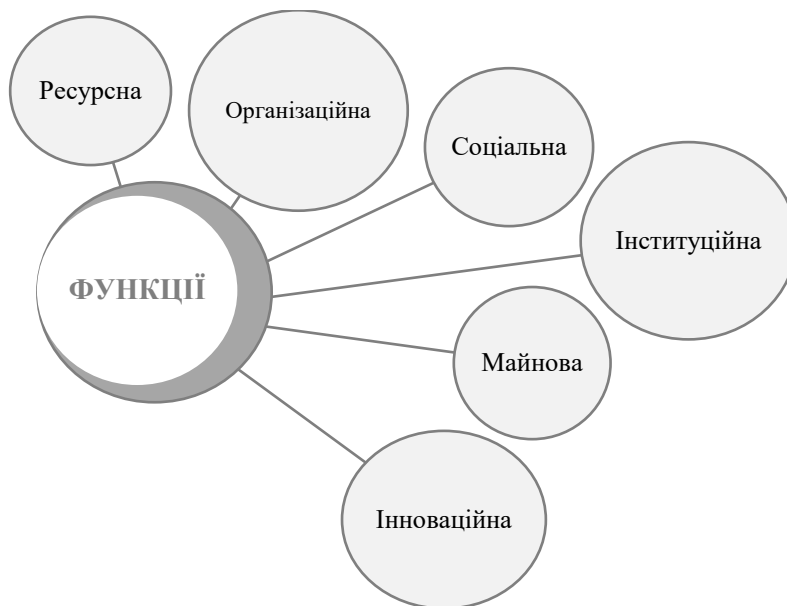 Ресурсна
Організаційна
Соціальна
Інституційна
ФУНКЦІЇ
Майнова
Інноваційна